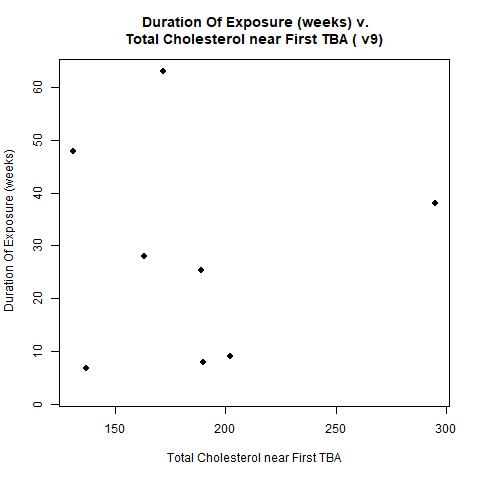 Duration Of Exposure (weeks) v.
Total Cholesterol near First TBA ( v9)
Duration Of Exposure (weeks)
60
50
40
30
20
10
0
150 200 250 300
Total Cholesterol near First TBA